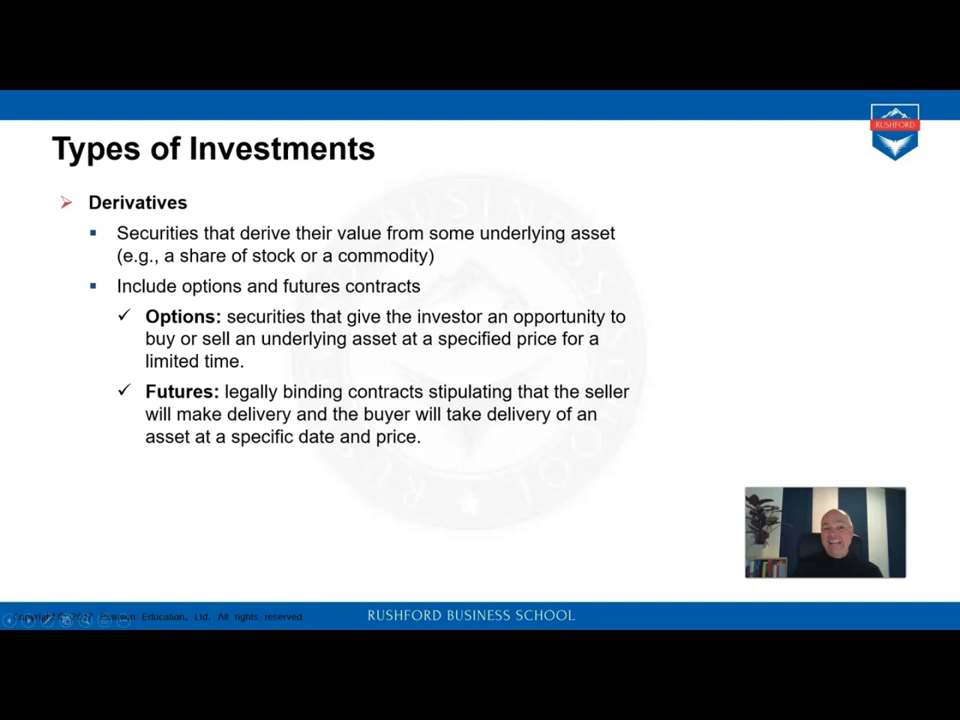 RUSHFORD
Types of Investments
Derivatives
Securities that derive their value from some underlying asset
(e.g., a share of stock or a commodity)
Include options and futures contracts
Options: securities that give the investor an opportunity to
buy or sell an underlying asset at a specified price for a
limited time.
Futures: legally binding contracts stipulating that the seller
will make delivery and the buyer will take delivery of an
asset at a specific date and price.
Education, Ltd. All rights reserved
RUSHFORD BUSINESS SCHOOL